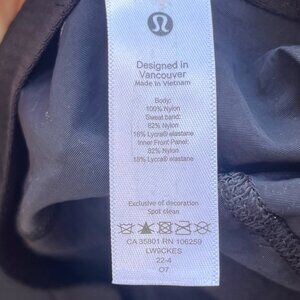 Designed in
Vancouver
Made in Vietnam
Body:
100% Nylon
Sweat band:
82% Nylon
18% Lycra® elastane
Inner Front Panel:
82% Nylon
18% Lycra® elastane
Exclusive of decoration
Spot clean
CA 35801 RN 106259
LW9CKES
22-4
07